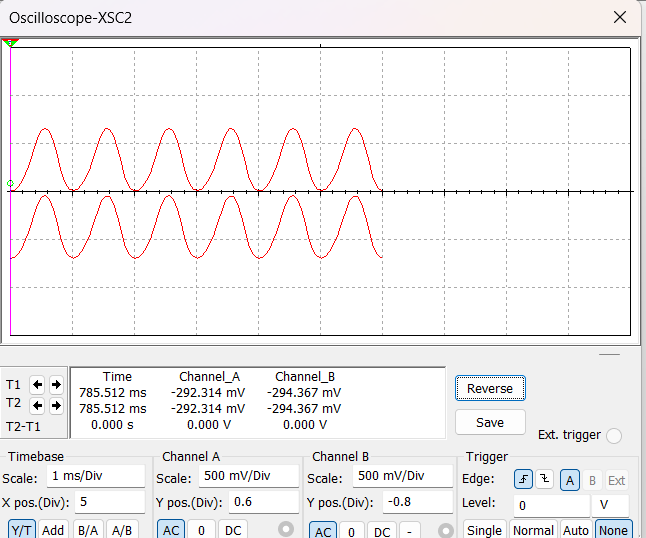 Oscilloscope-XSC2
Time Channel_A Channel_B
T1 785.512 ms -292.314 mV -294.367 mV
T2 785.512 ms -292.314 mV -294.367 mV
T2-T1 0.000 s 0.000 V 0.000 V
Reverse
Save
Ext. trigger
Timebase Channel A Channel B Trigger
Scale: 1 ms/Div Scale: 500 mV/Div Scale: 500 mV/Div Edge: A B Ext
X pos.(Div): 5 Y pos.(Div): 0.6 Y pos.(Div): -0.8 Level: 0 V
Y/T Add B/A A/B AC 0 DC AC 0 DC - Single Normal Auto None